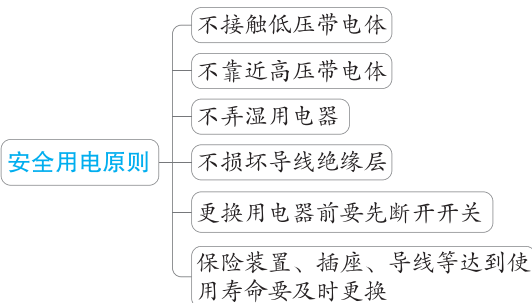 不接触低压带电体
不靠近高压带电体
不弄湿用电器
安全用电原则
不损坏导线绝缘层
更换用电器前要先断开开关
保险装置、插座、导线等达到使
用寿命要及时更换